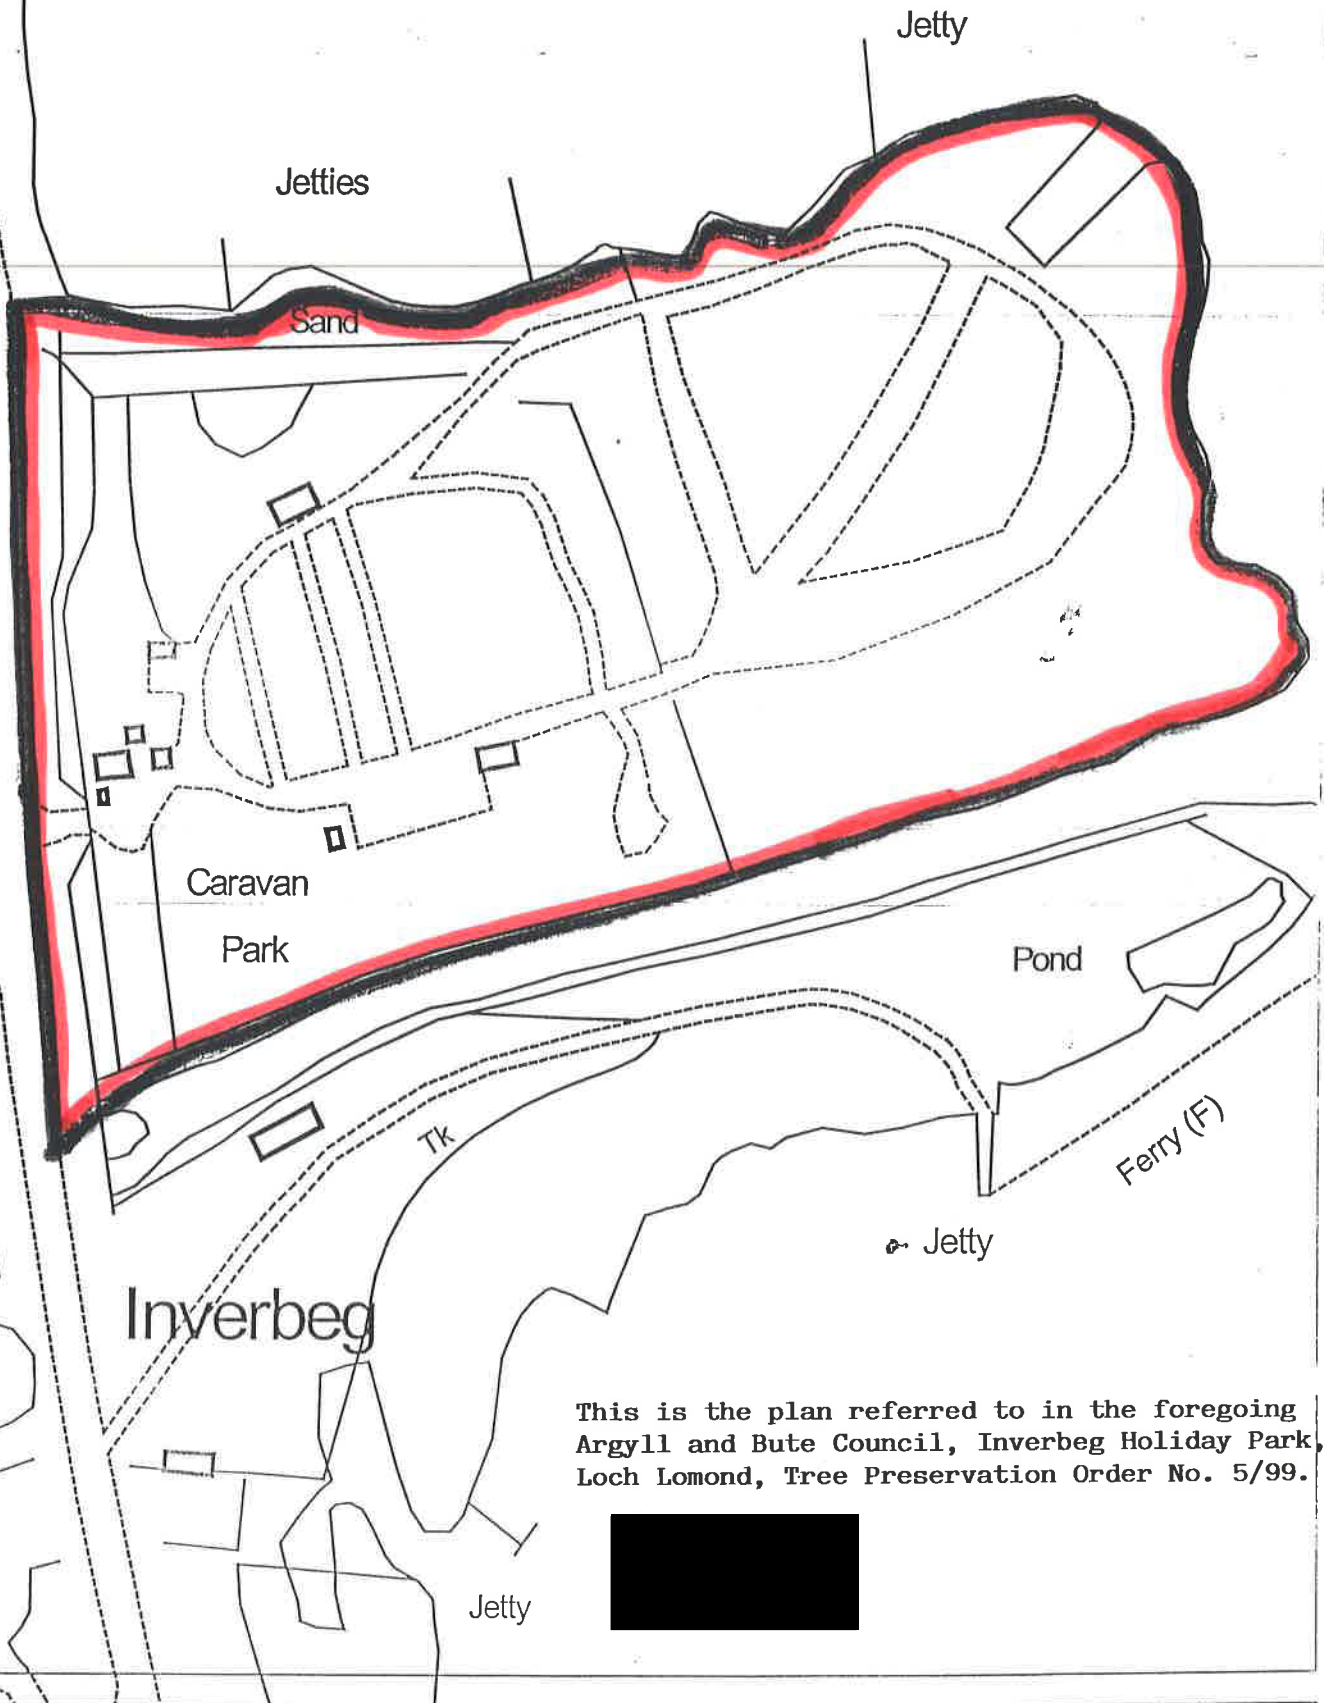 Jetty
Jetties
Sand
Caravan
Park
Pond
Tk
Ferry (F)
Jetty
Inverbeg
This is the plan referred to in the foregoing
Argyll and Bute Council, Inverbeg Holiday Park,
Loch Lomond, Tree Preservation Order No. 5/99.
Jetty